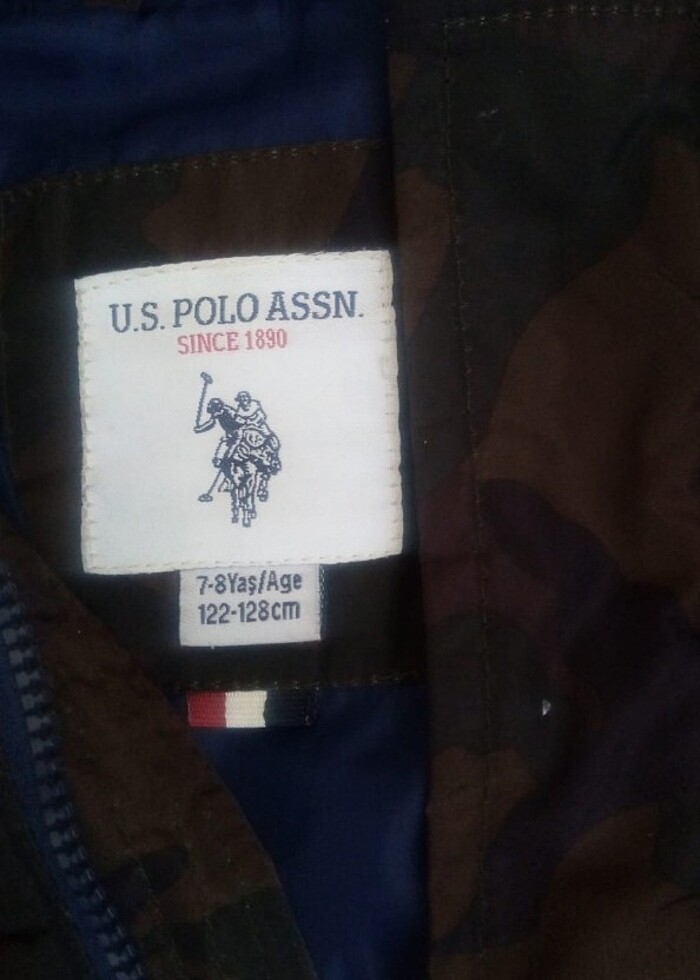 U.S. POLO ASSN.
SINCE 1890
7-8Yaş/Age
122-128cm